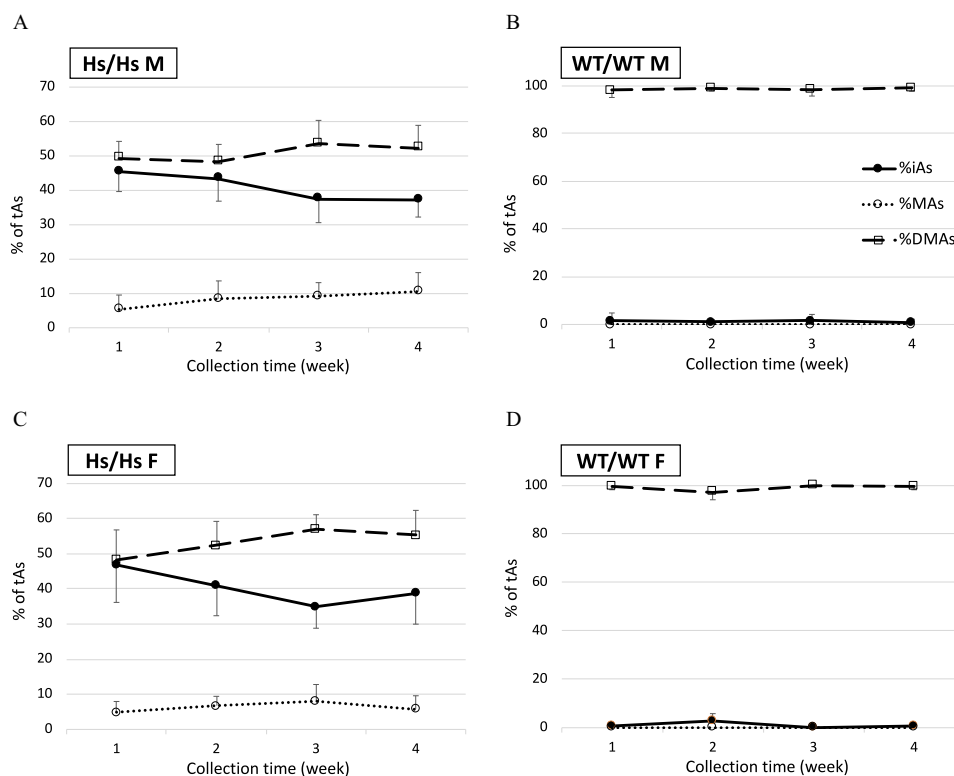 A
Hs/Hs M
70
60
50
40
30
20
10
0
% of tAs
1 2 3 4
Collection time (week)
B
WT/WT M
100
80
60
40
20
0
% of tAs
%iAs
%MAs
%DMAs
1 2 3 4
Collection time (week)
C
Hs/Hs F
70
60
50
40
30
20
10
0
% of tAs
1 2 3 4
Collection time (week)
D
WT/WT F
100
80
60
40
20
0
% of tAs
1 2 3 4
Collection time (week)